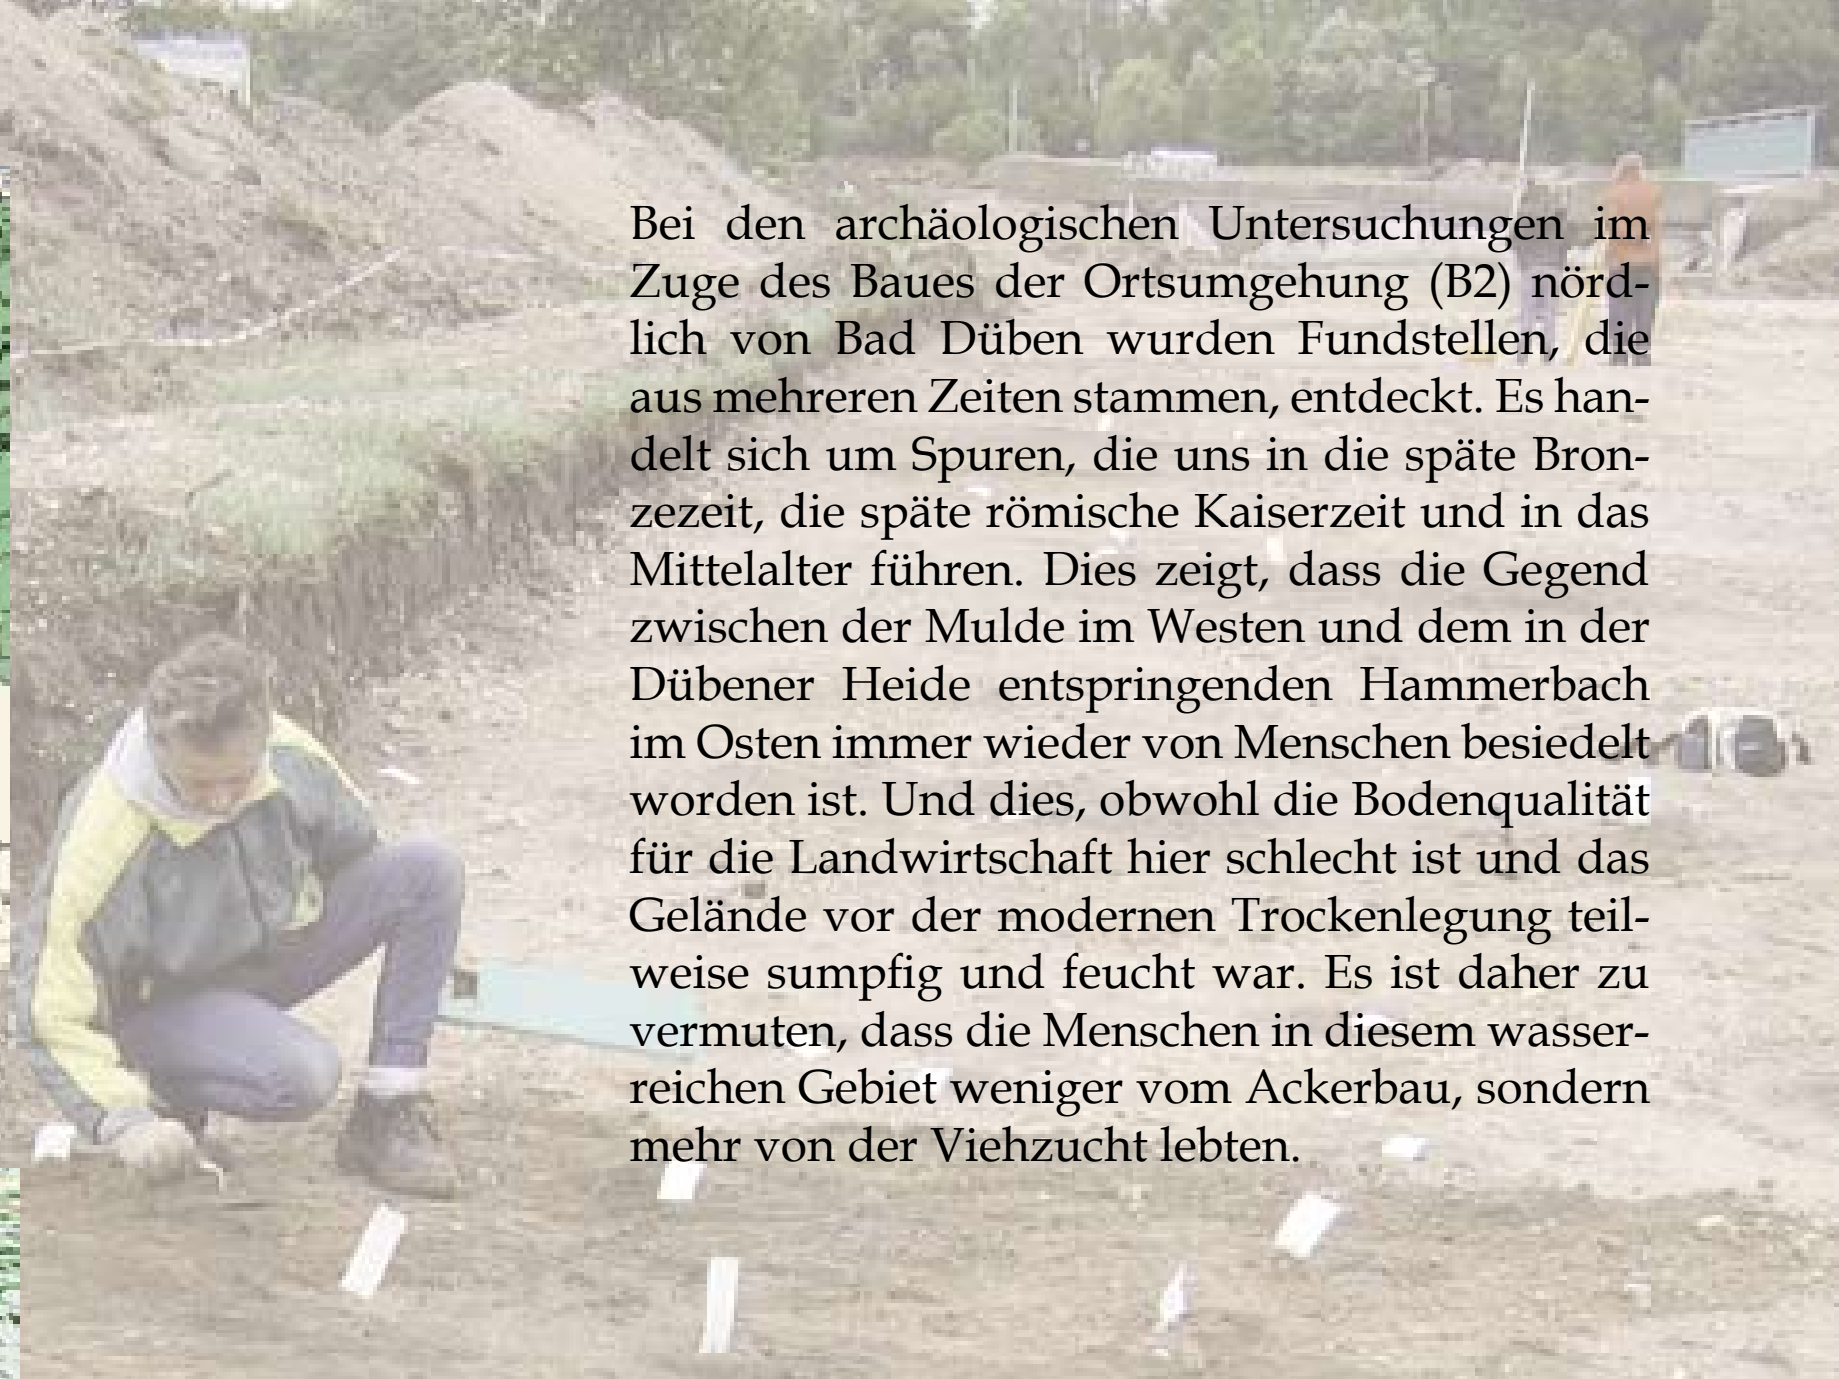 Bei den archäologischen Untersuchungen im
Zuge des Baues der Ortsumgehung (B2) nörd-
lich von Bad Düben wurden Fundstellen, die
aus mehreren Zeiten stammen, entdeckt. Es han-
delt sich um Spuren, die uns in die späte Bron-
zezeit, die späte römische Kaiserzeit und in das
Mittelalter führen. Dies zeigt, dass die Gegend
zwischen der Mulde im Westen und dem in der
Dübener Heide entspringenden Hammerbach
im Osten immer wieder von Menschen besiedelt
worden ist. Und dies, obwohl die Bodenqualität
für die Landwirtschaft hier schlecht ist und das
Gelände vor der modernen Trockenlegung teil-
weise sumpfig und feucht war. Es ist daher zu
vermuten, dass die Menschen in diesem wasser-
reichen Gebiet weniger vom Ackerbau, sondern
mehr von der Viehzucht lebten.